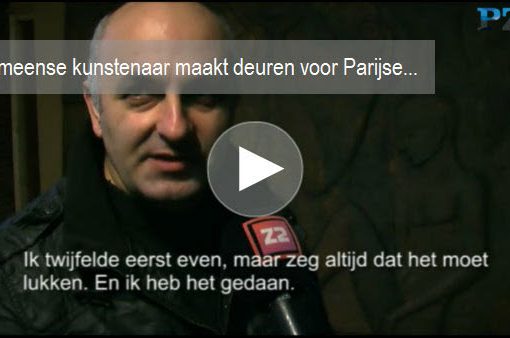 PZ
meense kunstenaar maakt deuren voor Parijse...
Z2
Ik twijfelde eerst even, maar zeg altijd dat het moet
lukken. En ik heb het gedaan.